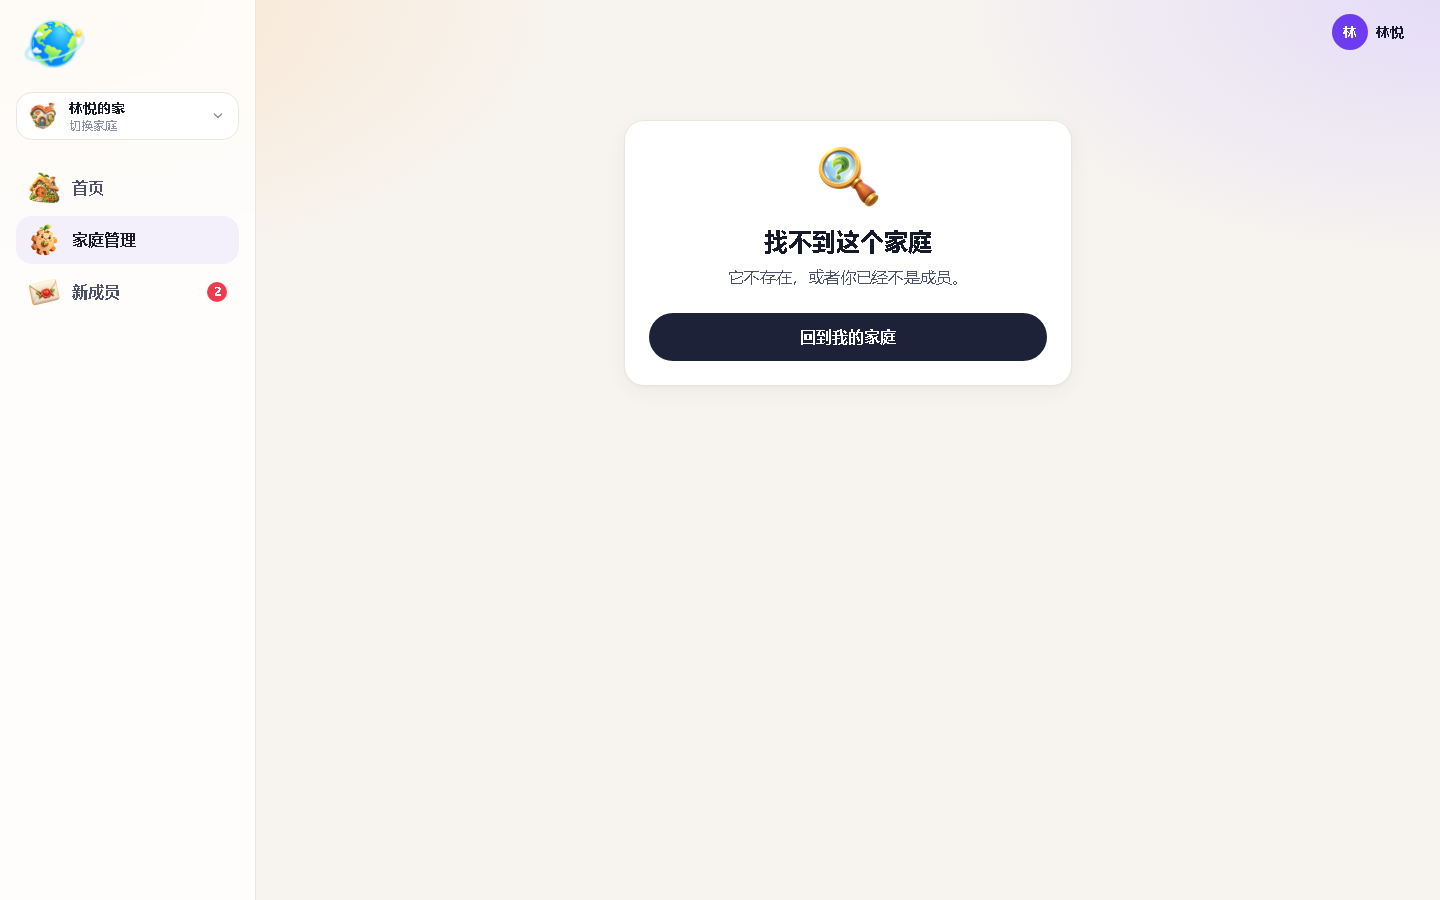 林悦的家
切换家庭
首页
家庭管理
新成员
2
林
林悦
?
找不到这个家庭
它不存在，或者你已经不是成员。
回到我的家庭